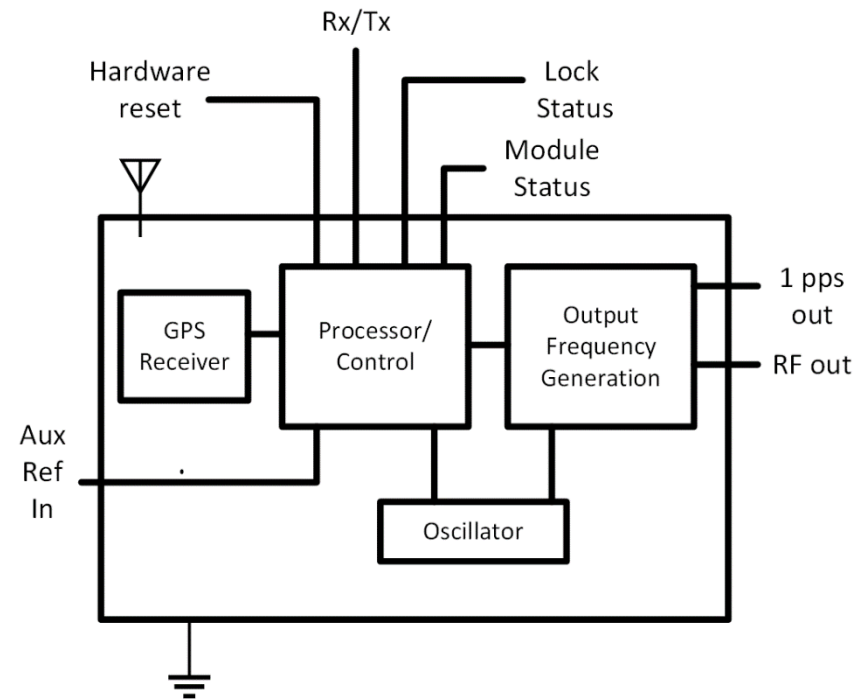 Rx/Tx
Hardware
reset
Lock
Status
Module
Status
GPS
Receiver
Processor/
Control
Output
Frequency
Generation
1 pps
out
RF out
Aux
Ref
In
Oscillator